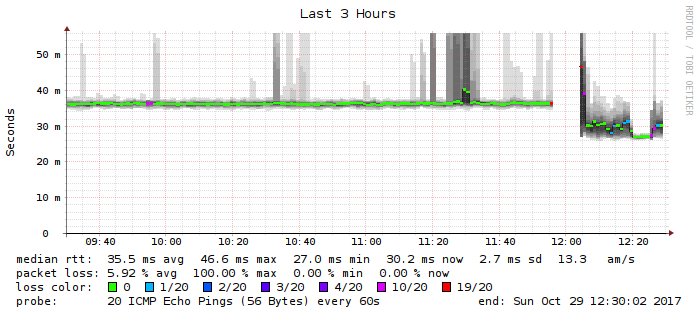 Last 3 Hours
RRDTOOL / TOBI OETIKER
Seconds
50 m
40 m
30 m
20 m
10 m
0
09:40 10:00 10:20 10:40 11:00 11:20 11:40 12:00 12:20
median rtt: 35.5 ms avg 46.6 ms max 27.0 ms min 30.2 ms now 2.7 ms sd 13.3 am/s
packet loss: 5.92 % avg 100.00 % max 0.00 % min 0.00 % now
loss color: 0 1/20 2/20 3/20 4/20 10/20 19/20
probe: 20 ICMP Echo Pings (56 Bytes) every 60s end: Sun Oct 29 12:30:02 2017